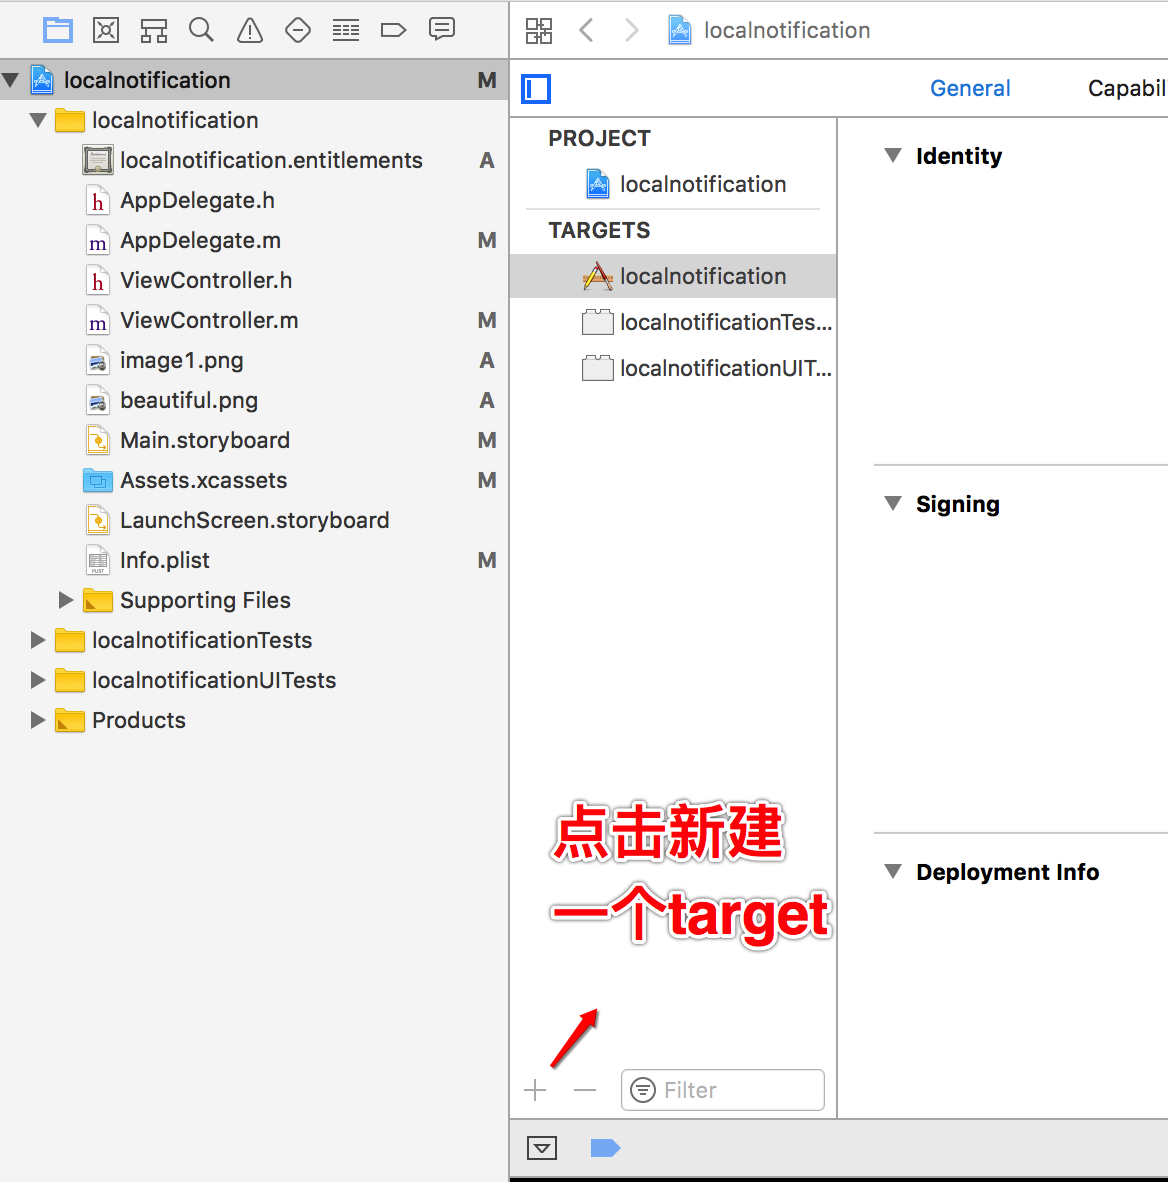 localnotification M
localnotification
localnotification.entitlements A
AppDelegate.h
AppDelegate.m M
ViewController.h
ViewController.m M
image1.png A
beautiful.png A
Main.storyboard M
Assets.xcassets M
LaunchScreen.storyboard
Info.plist M
Supporting Files
localnotificationTests
localnotificationUITests
Products
localnotification
General Capabil
PROJECT
localnotification
TARGETS
localnotification
localnotificationTes...
localnotificationUIT...
点击新建
一个target
Filter
Identity
Signing
Deployment Info